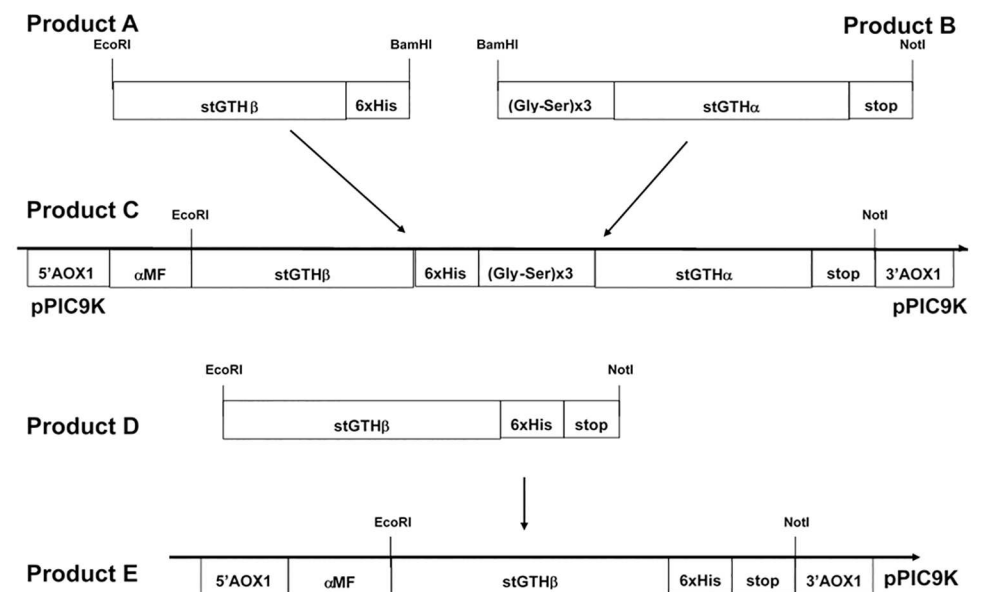 Product A
Product B
EcoRI
BamHI
BamHI
NotI
stGTHβ
6xHis
(Gly-Ser)x3
stGTHα
stop
Product C
EcoRI
NotI
5'AOX1
αMF
stGTHβ
6xHis
(Gly-Ser)x3
stGTHα
stop
3'AOX1
pPIC9K
pPIC9K
EcoRI
NotI
Product D
stGTHβ
6xHis
stop
EcoRI
NotI
Product E
5'AOX1
αMF
stGTHβ
6xHis
stop
3'AOX1
pPIC9K